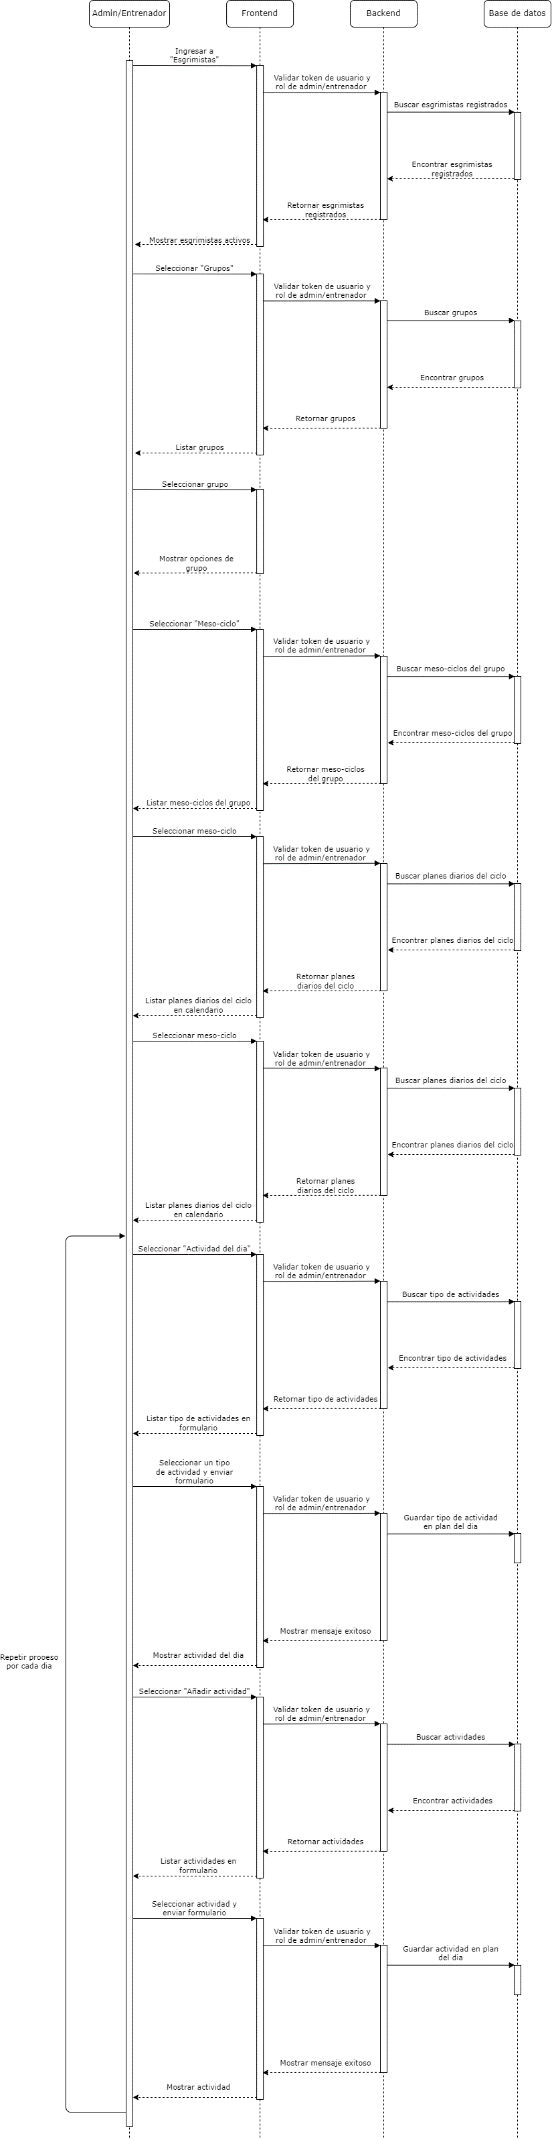 Admin/Entrenador
Frontend
Backend
Base de datos
Ingresar a
"Esgrimistas"
Validar token de usuario y
rol de admin/entrenador
Buscar esgrimistas registrados
Encontrar esgrimistas
registrados
Retornar esgrimistas
registrados
Mostrar esgrimistas activos
Seleccionar "Grupos"
Validar token de usuario y
rol de admin/entrenador
Buscar grupos
Encontrar grupos
Retornar grupos
Listar grupos
Seleccionar grupo
Mostrar opciones de
grupo
Seleccionar "Meso-ciclo"
Validar token de usuario y
rol de admin/entrenador
Buscar meso-ciclos del grupo
Encontrar meso-ciclos del grupo
Retornar meso-ciclos
del grupo
Listar meso-ciclos del grupo
Seleccionar meso-ciclo
Validar token de usuario y
rol de admin/entrenador
Buscar planes diarios del ciclo
Encontrar planes diarios del ciclo
Retornar planes
diarios del ciclo
Listar planes diarios del ciclo
en calendario
Seleccionar meso-ciclo
Validar token de usuario y
rol de admin/entrenador
Buscar planes diarios del ciclo
Encontrar planes diarios del ciclo
Retornar planes
diarios del ciclo
Listar planes diarios del ciclo
en calendario
Seleccionar "Actividad del dia"
Validar token de usuario y
rol de admin/entrenador
Buscar tipo de actividades
Encontrar tipo de actividades
Retornar tipo de actividades
Listar tipo de actividades en
formulario
Seleccionar un tipo
de actividad y enviar
formulario
Validar token de usuario y
rol de admin/entrenador
Guardar tipo de actividad
en plan del dia
Mostrar mensaje exitoso
Mostrar actividad del dia
Repetir proceso
por cada dia
Seleccionar "Añadir actividad"
Validar token de usuario y
rol de admin/entrenador
Buscar actividades
Encontrar actividades
Retornar actividades
Listar actividades en
formulario
Seleccionar actividad y
enviar formulario
Validar token de usuario y
rol de admin/entrenador
Guardar actividad en plan
del dia
Mostrar mensaje exitoso
Mostrar actividad